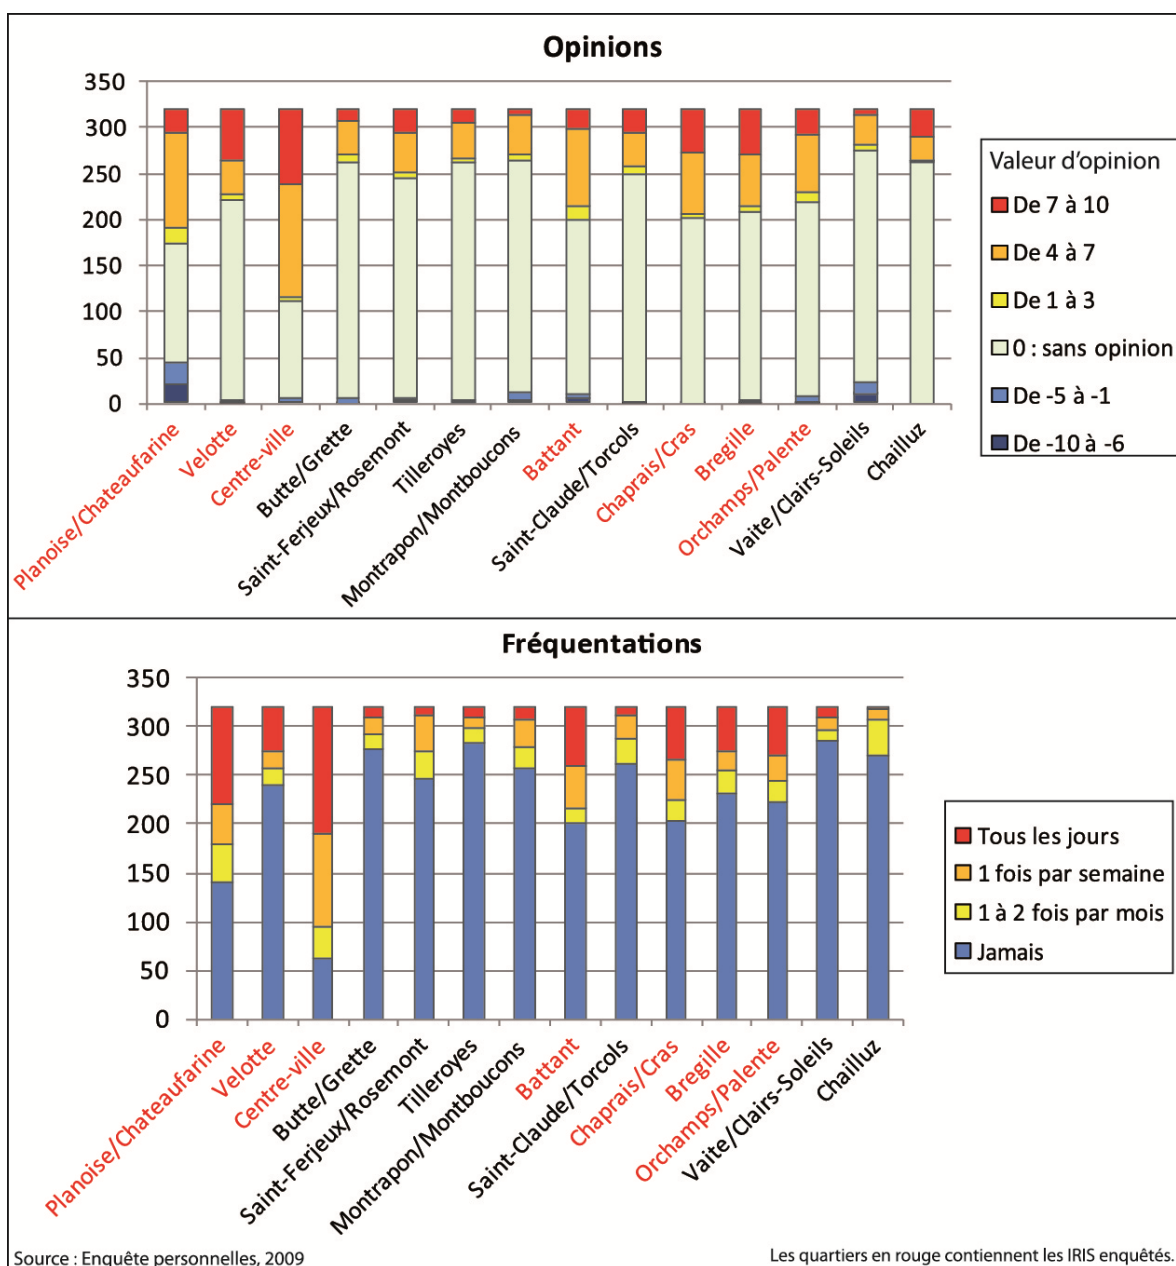 Opinions
350
300
250
200
150
100
50
0
Planoise/Chateaufarine
Velotte
Centre-ville
Butte/Grette
Saint-Ferjeux/Rosemont
Tilleroyes
Montrapon/Montboucons
Battant
Saint-Claude/Torcols
Chaprais/Cras
Bregille
Orchamps/Palente
Vaite/Clairs-Soleils
Chailluz
Valeur d'opinion
De 7 à 10
De 4 à 7
De 1 à 3
0 : sans opinion
De -5 à -1
De -10 à -6
Fréquentations
350
300
250
200
150
100
50
0
Planoise/Chateaufarine
Velotte
Centre-ville
Butte/Grette
Saint-Ferjeux/Rosemont
Tilleroyes
Montrapon/Montboucons
Battant
Saint-Claude/Torcols
Chaprais/Cras
Bregille
Orchamps/Palente
Vaite/Clairs-Soleils
Chailluz
Tous les jours
1 fois par semaine
1 à 2 fois par mois
Jamais
Source : Enquête personnelles, 2009
Les quartiers en rouge contiennent les IRIS enquêtés.